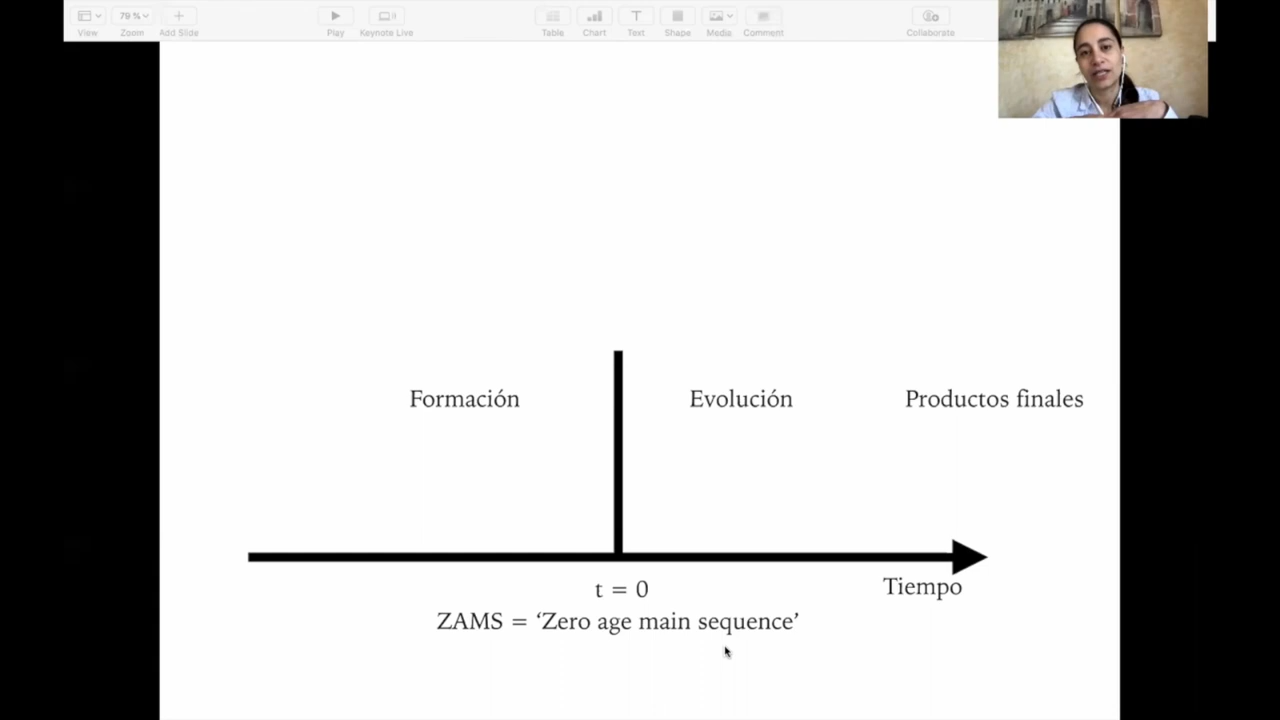 79 %
View
Zoom
Add Slide
Play
Keynote Live
Table
Chart
Text
Shape
Media
Comment
Collaborate
Formación
Evolución
Productos finales
t = 0
Tiempo
ZAMS = ‘Zero age main sequence’